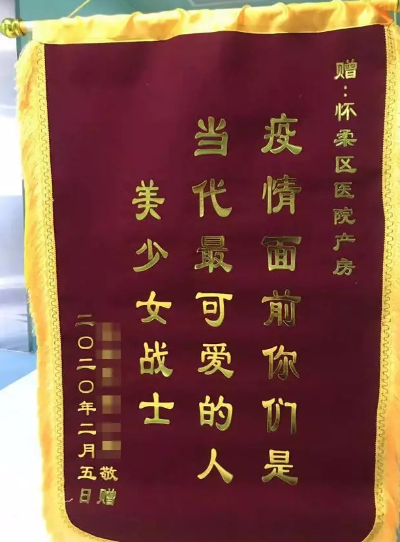 赠：怀柔区医院产房
疫情面前你们是
当代最可爱的人
美少女战士
敬赠
二〇二〇年二月五日